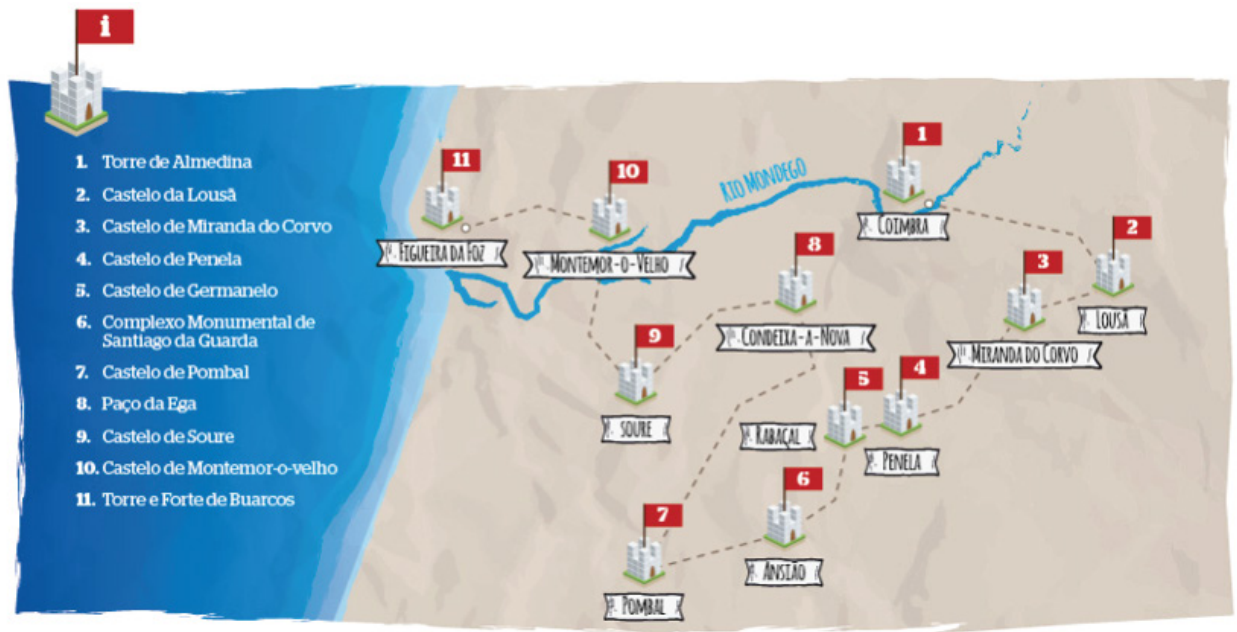 i
1. Torre de Almedina
2. Castelo da Lousã
3. Castelo de Miranda do Corvo
4. Castelo de Penela
5. Castelo de Germanelo
6. Complexo Monumental de
Santiago da Guarda
7. Castelo de Pombal
8. Paço da Ega
9. Castelo de Soure
10. Castelo de Montemor-o-velho
11. Torre e Forte de Buarcos
11
FIGUEIRA DA FOZ
10
MONTEMOR-O-VELHO
RIO MONDEGO
1
COIMBRA
2
LOUSÃ
3
MIRANDA DO CORVO
8
CONDEIXA-A-NOVA
9
SOURE
5
4
RABAÇAL
PENELA
6
ANSIÃO
7
POMBAL